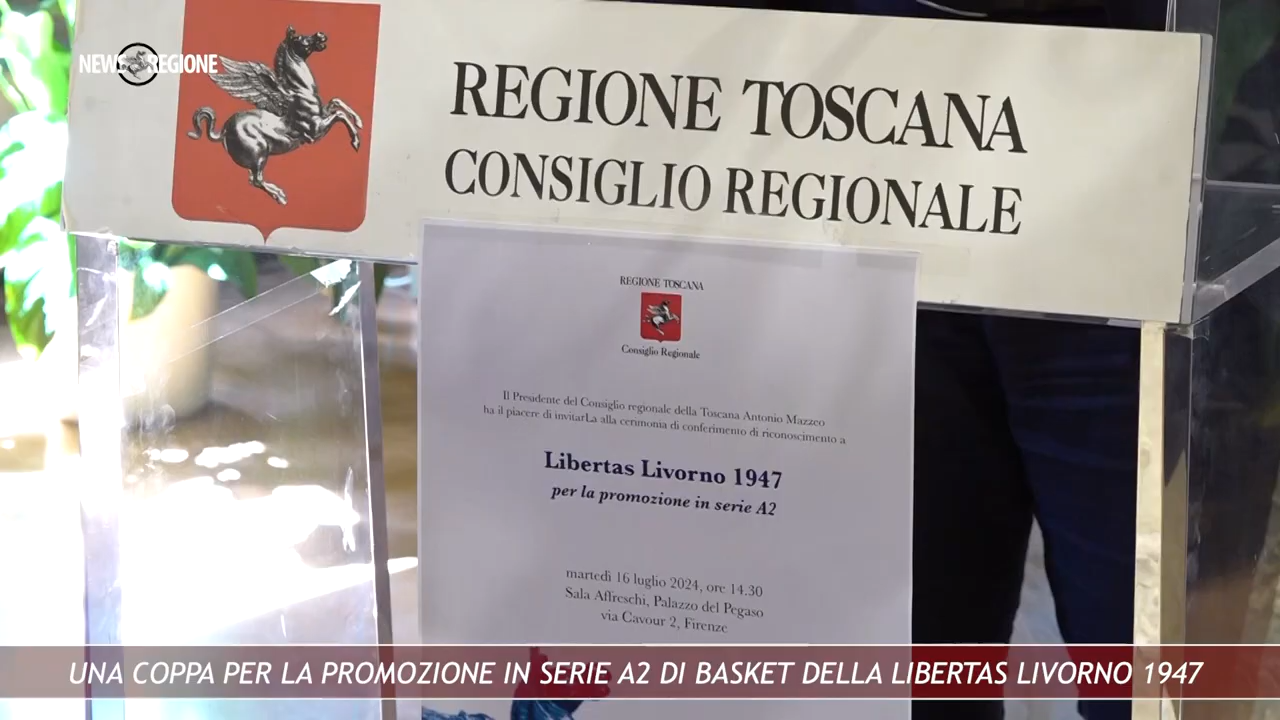 NEWS REGIONE
REGIONE TOSCANA
CONSIGLIO REGIONALE
REGIONE TOSCANA
Consiglio Regionale
Il Presidente del Consiglio regionale della Toscana Antonio Mazzeo
ha il piacere di invitarLa alla cerimonia di conferimento di riconoscimento a
Libertas Livorno 1947
per la promozione in serie A2
martedì 16 luglio 2024, ore 14.30
Sala Affreschi, Palazzo del Pegaso
via Cavour 2, Firenze
UNA COPPA PER LA PROMOZIONE IN SERIE A2 DI BASKET DELLA LIBERTAS LIVORNO 1947